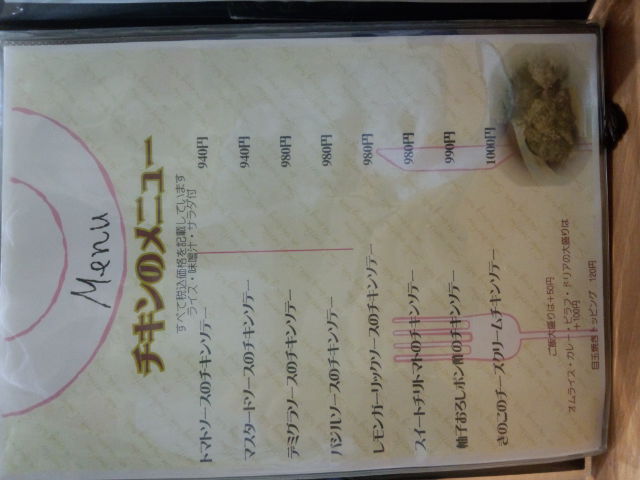 Menu
チキンのメニュー
すべて税込価格を記載しています
ライス・味噌汁・サラダ付
トマトソースのチキンソテー 940円
マスタードソースのチキンソテー 940円
デミグラソースのチキンソテー 980円
バジルソースのチキンソテー 980円
レモンガーリックソースのチキンソテー 980円
スイートチリトマトのチキンソテー 980円
柚子おろしポン酢のチキンソテー 990円
きのこのチーズクリームチキンソテー 1000円
ご飯大盛りは+50円
オムライス・カレー・ピラフ・ドリアの大盛りは
+100円
目玉焼きトッピング 120円